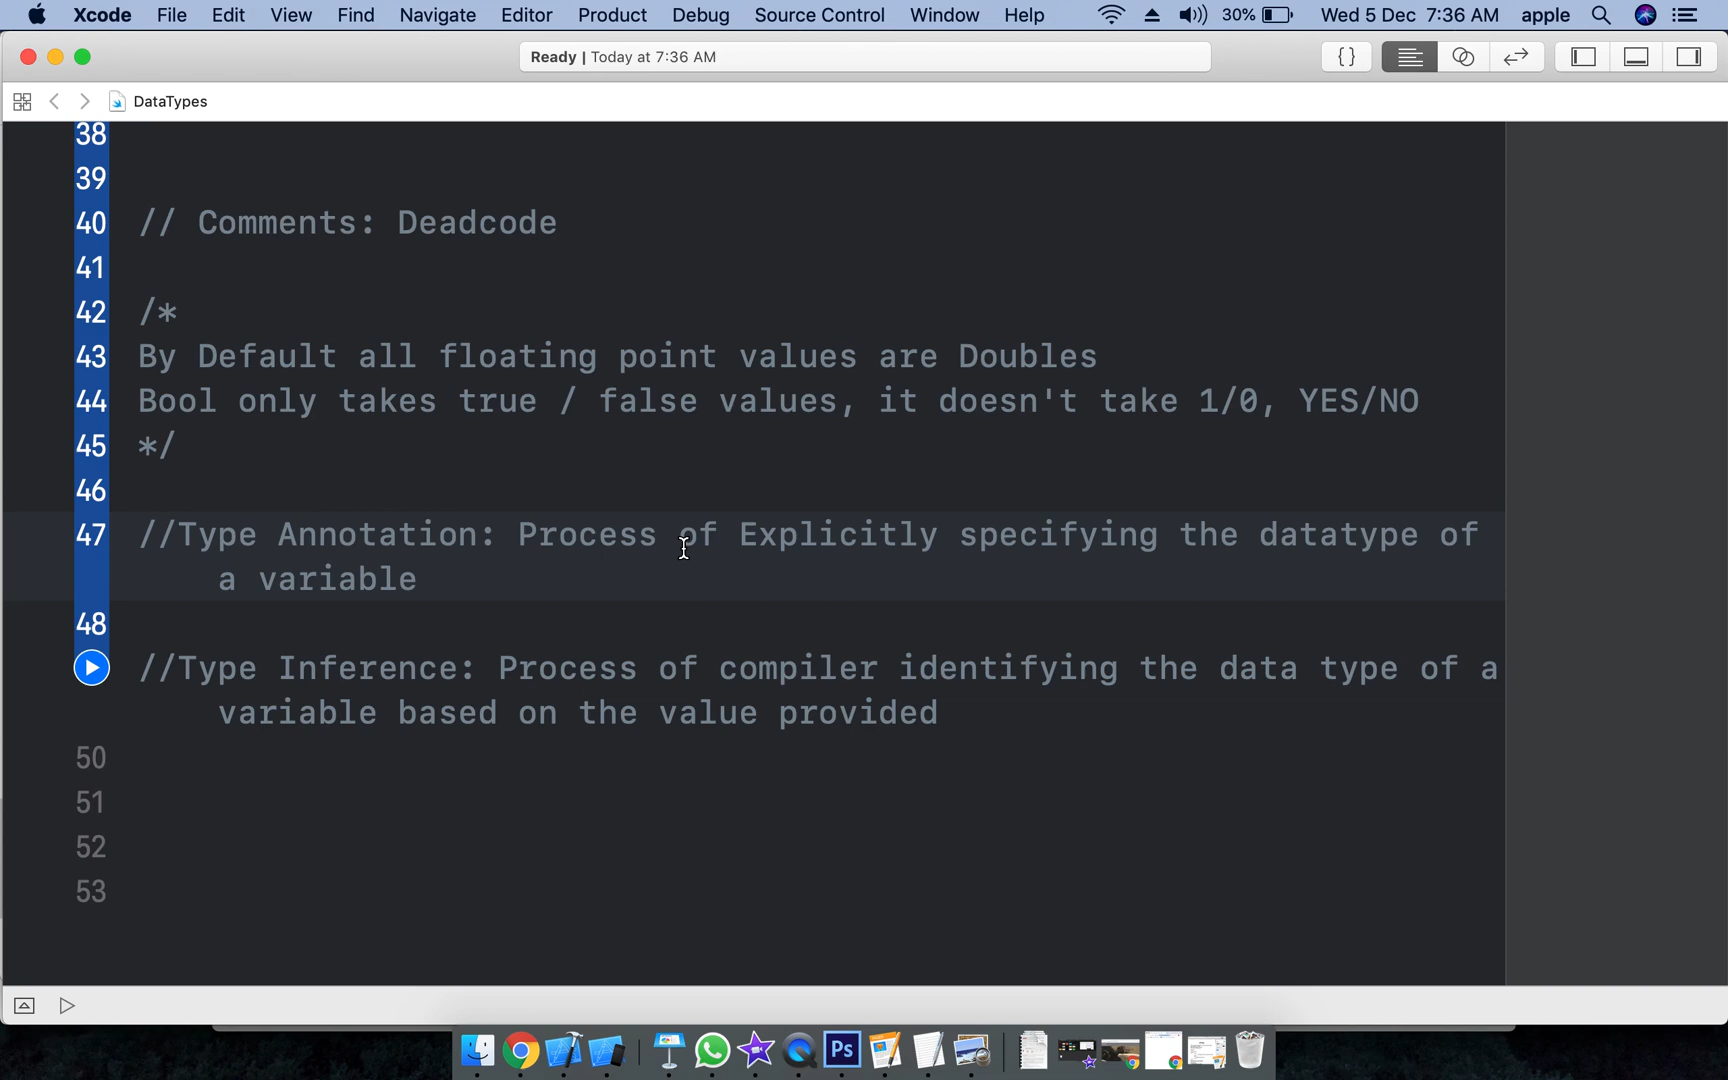 Xcode File Edit View Find Navigate Editor Product Debug Source Control Window Help 30% Wed 5 Dec 7:36 AM apple
Ready | Today at 7:36 AM {}
DataTypes
38
39
40 // Comments: Deadcode
41
42 /*
43 By Default all floating point values are Doubles
44 Bool only takes true / false values, it doesn't take 1/0, YES/NO
45 */
46
47 //Type Annotation: Process of Explicitly specifying the datatype of
a variable
48
//Type Inference: Process of compiler identifying the data type of a
variable based on the value provided
50
51
52
53
Ps